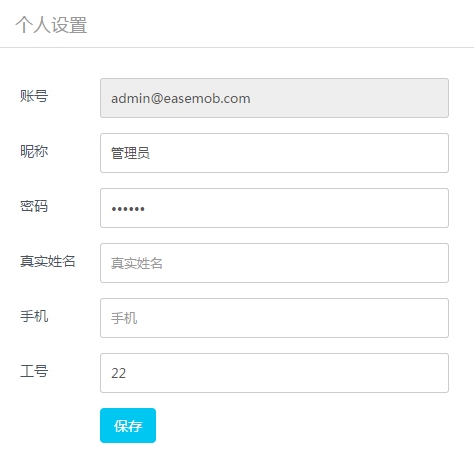 个人设置
账号 admin@easemob.com
昵称 管理员
密码 ••••••
真实姓名 真实姓名
手机 手机
工号 22
保存